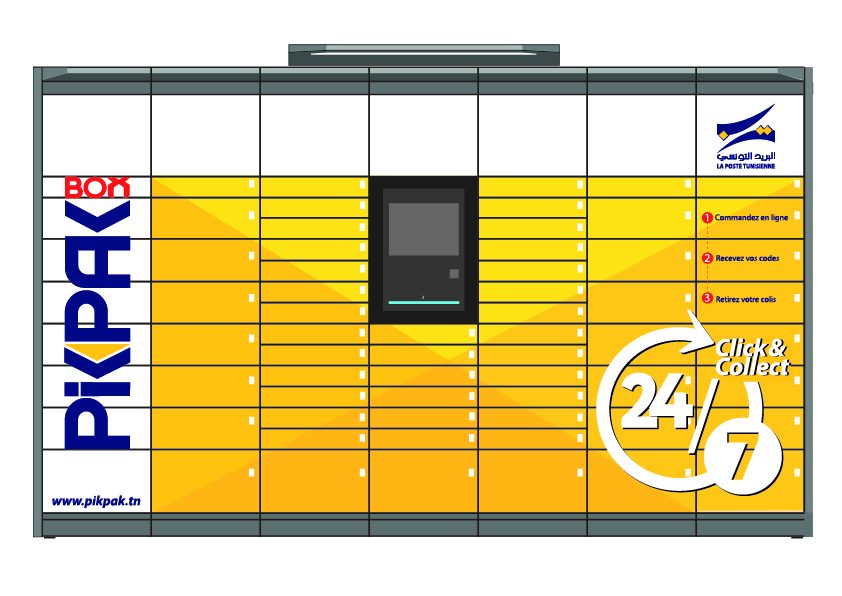 BOX
PiKPAK
www.pikpak.tn
البريد التونسي
LA POSTE TUNISIENNE
1 Commandez en ligne
2 Recevez vos codes
3 Retirez votre colis
Click &
Collect
24/7